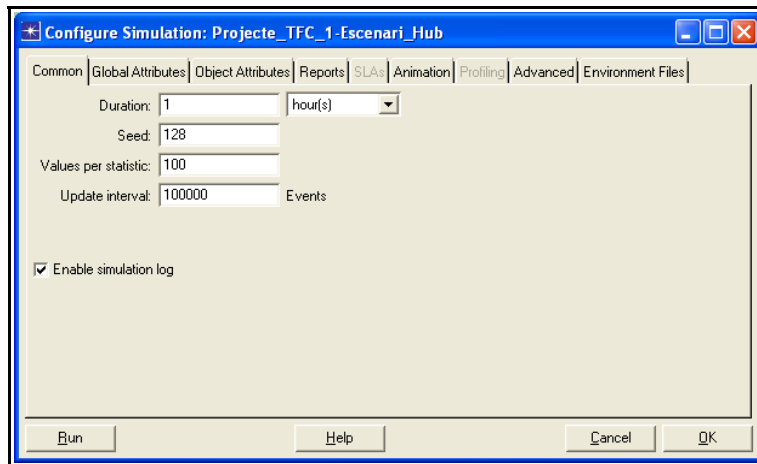 Configure Simulation: Projecte_TFC_1-Escenari_Hub
Common Global Attributes Object Attributes Reports SLAs Animation Profiling Advanced Environment Files
Duration: 1 hour(s)
Seed: 128
Values per statistic: 100
Update interval: 100000 Events
Enable simulation log
Run Help Cancel OK